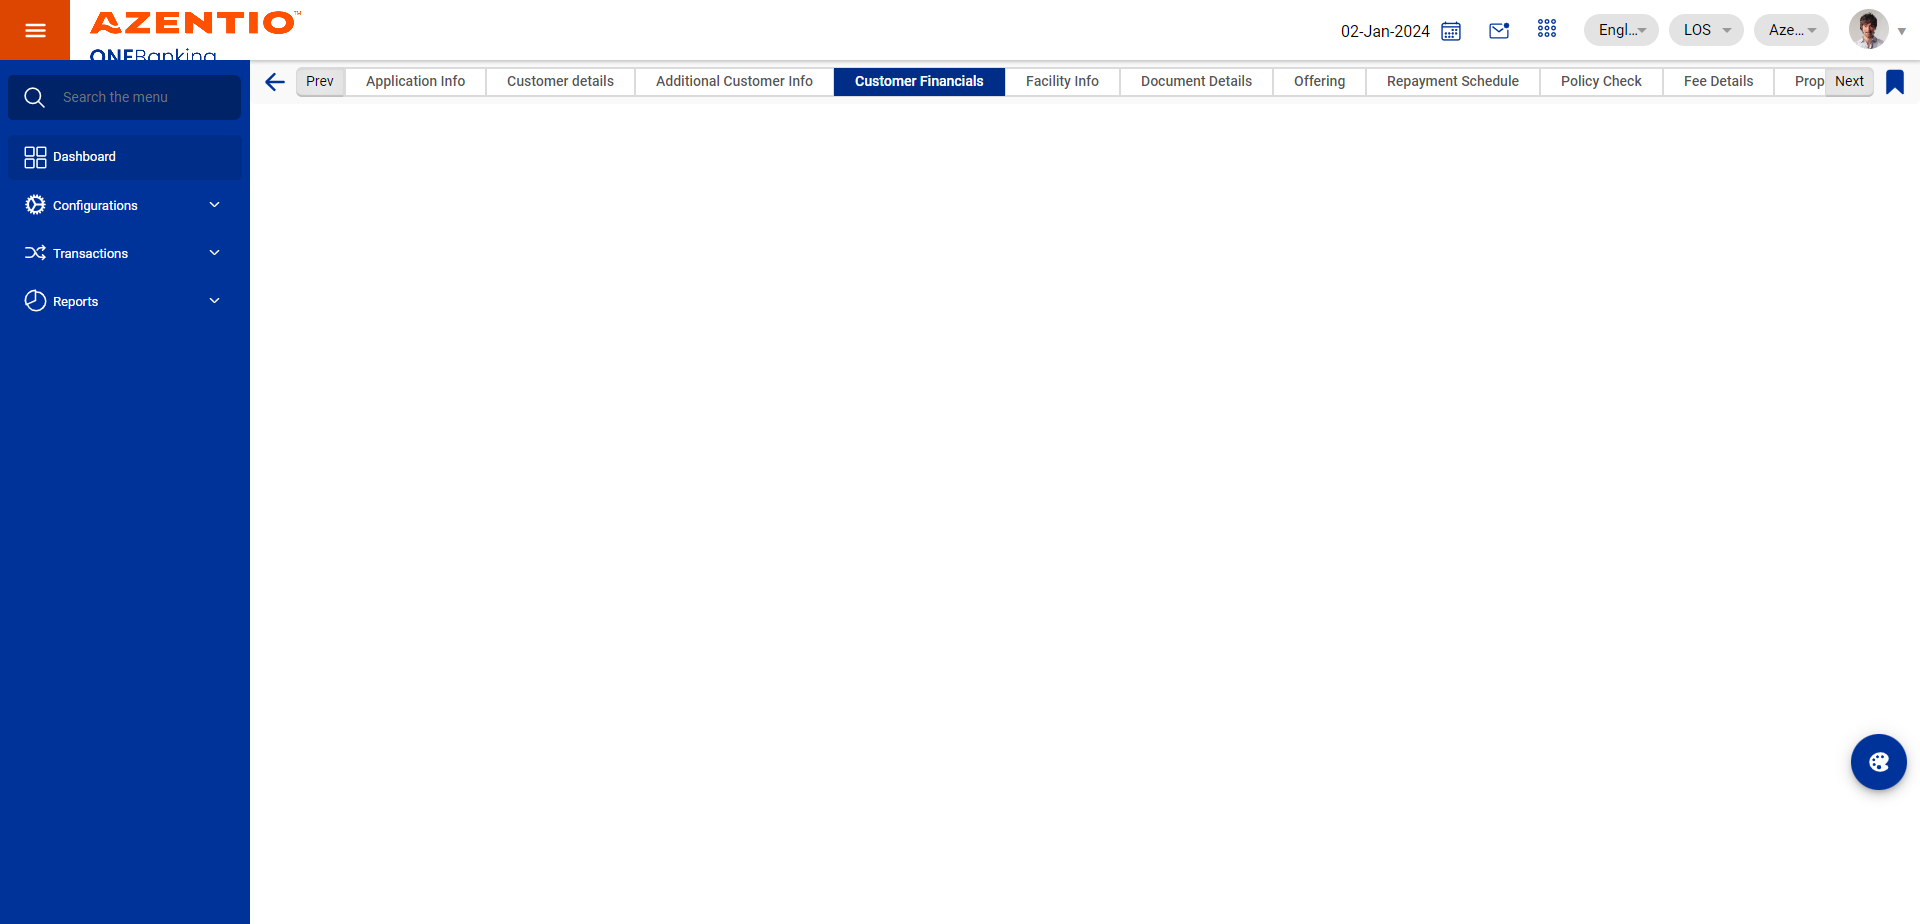 AZENTIO™
ONEBanking
02-Jan-2024
Engl...
LOS
Aze...
Search the menu
Prev
Application Info
Customer details
Additional Customer Info
Customer Financials
Facility Info
Document Details
Offering
Repayment Schedule
Policy Check
Fee Details
Prop
Next
Dashboard
Configurations
Transactions
Reports